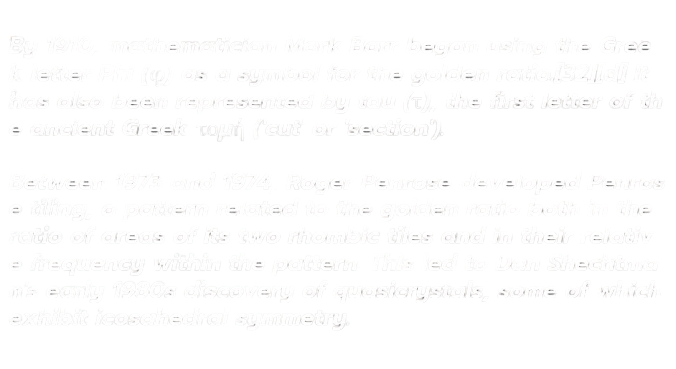 By 1910, mathematician Mark Barr began using the Gree
k letter Phi (φ) as a symbol for the golden ratio.[32][e] It
has also been represented by tau (τ), the first letter of th
e ancient Greek τομή ('cut' or 'section').
Between 1973 and 1974, Roger Penrose developed Penros
e tiling, a pattern related to the golden ratio both in the
ratio of areas of its two rhombic tiles and in their relativ
e frequency within the pattern. This led to Dan Shechtman
n's early 1980s discovery of quasicrystals, some of which
exhibit icosahedral symmetry.